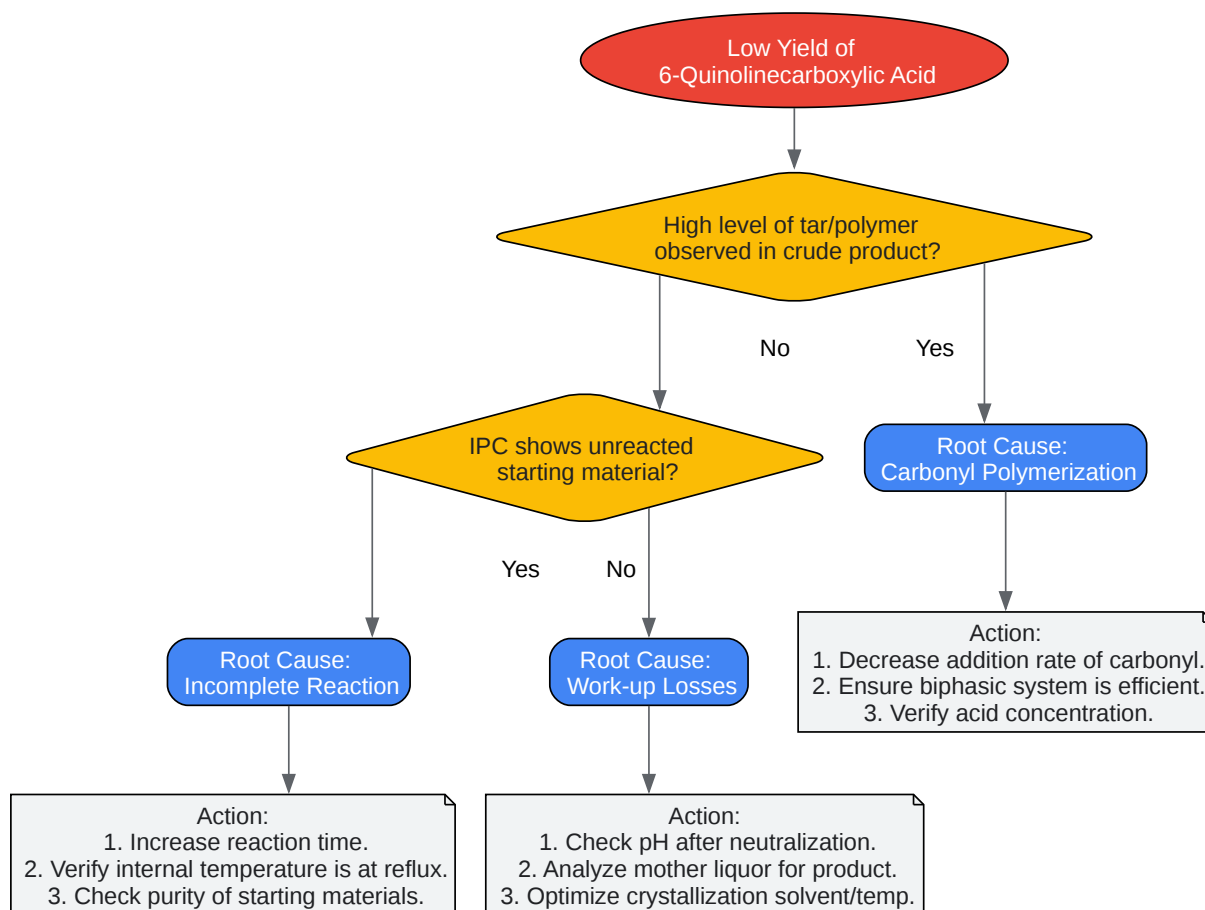 Low Yield of
6-Quinolinecarboxylic Acid
High level of tar/polymer
observed in crude product?
No
Yes
IPC shows unreacted
starting material?
Root Cause:
Carbonyl Polymerization
Yes
No
Action:
1. Decrease addition rate of carbonyl.
2. Ensure biphasic system is efficient.
3. Verify acid concentration.
Root Cause:
Incomplete Reaction
Root Cause:
Work-up Losses
Action:
1. Increase reaction time.
2. Verify internal temperature is at reflux.
3. Check purity of starting materials.
Action:
1. Check pH after neutralization.
2. Analyze mother liquor for product.
3. Optimize crystallization solvent/temp.